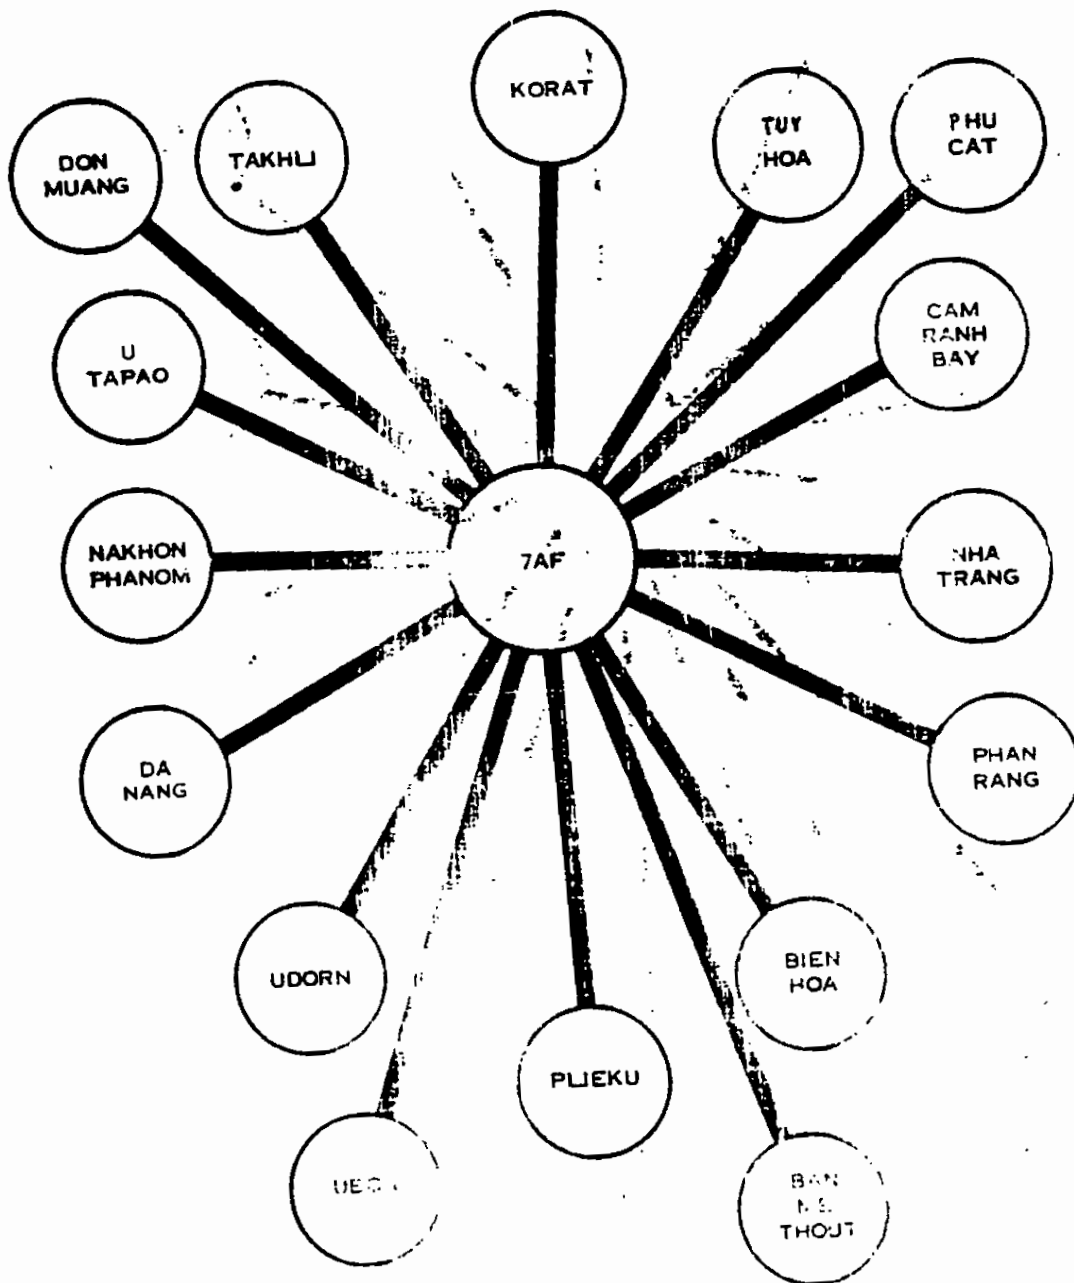 KORAT
TUY
HOA
PHU
CAT
DON
MUANG
TAKHLI
CAM
RANH
BAY
U
TAPAO
NAKHON
PHANOM
7AF
NHA
TRANG
DA
NANG
PHAN
RANG
UDORN
BIEN
HOA
PLIEKU
BAN
THOUT